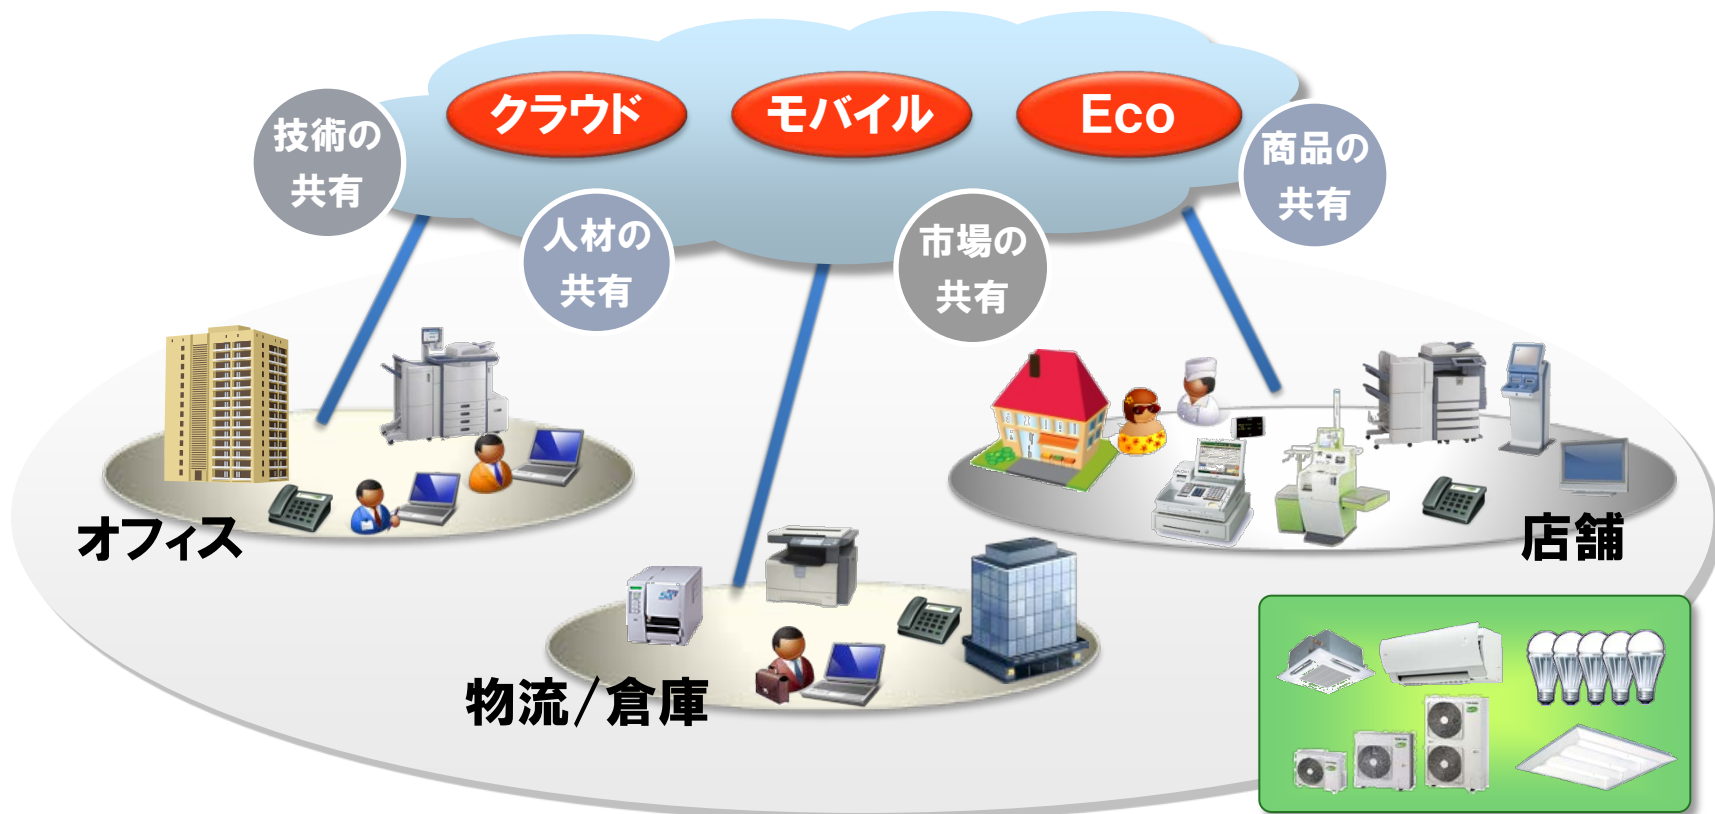 クラウド
モバイル
Eco
技術の
共有
人材の
共有
市場の
共有
商品の
共有
オフィス
物流/倉庫
店舗